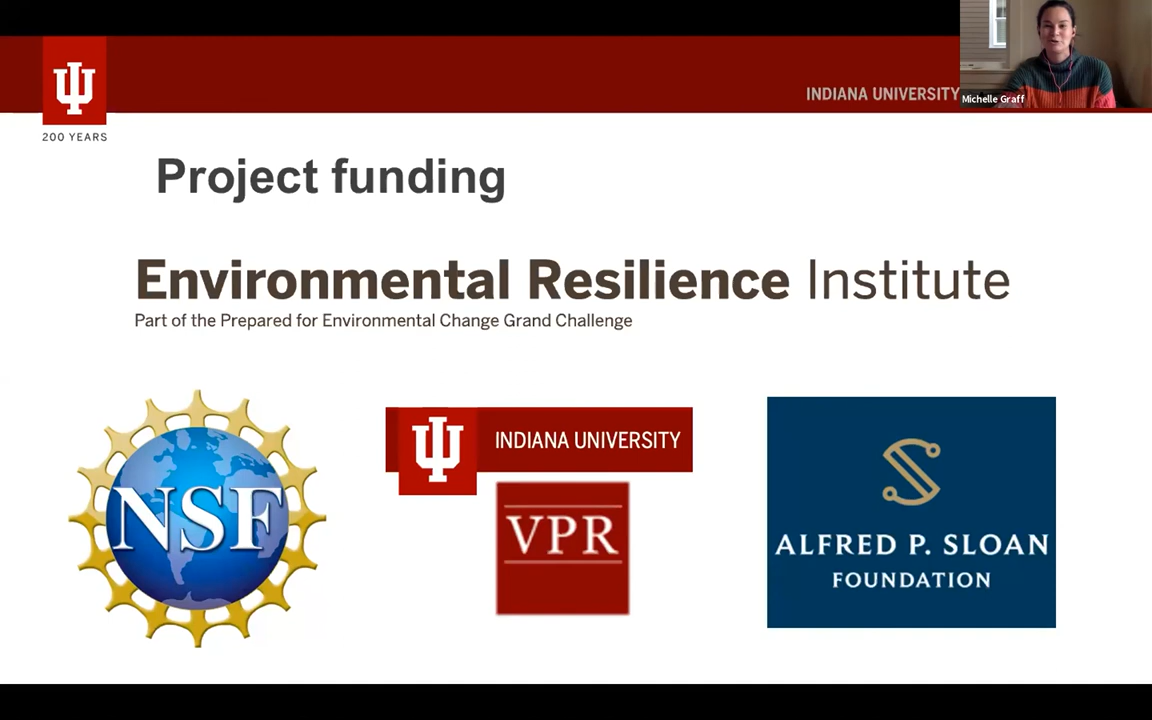 INDIANA UNIVERSITY
Michelle Graff
200 YEARS
Project funding
Environmental Resilience Institute
Part of the Prepared for Environmental Change Grand Challenge
NSF
INDIANA UNIVERSITY
VPR
ALFRED P. SLOAN
FOUNDATION